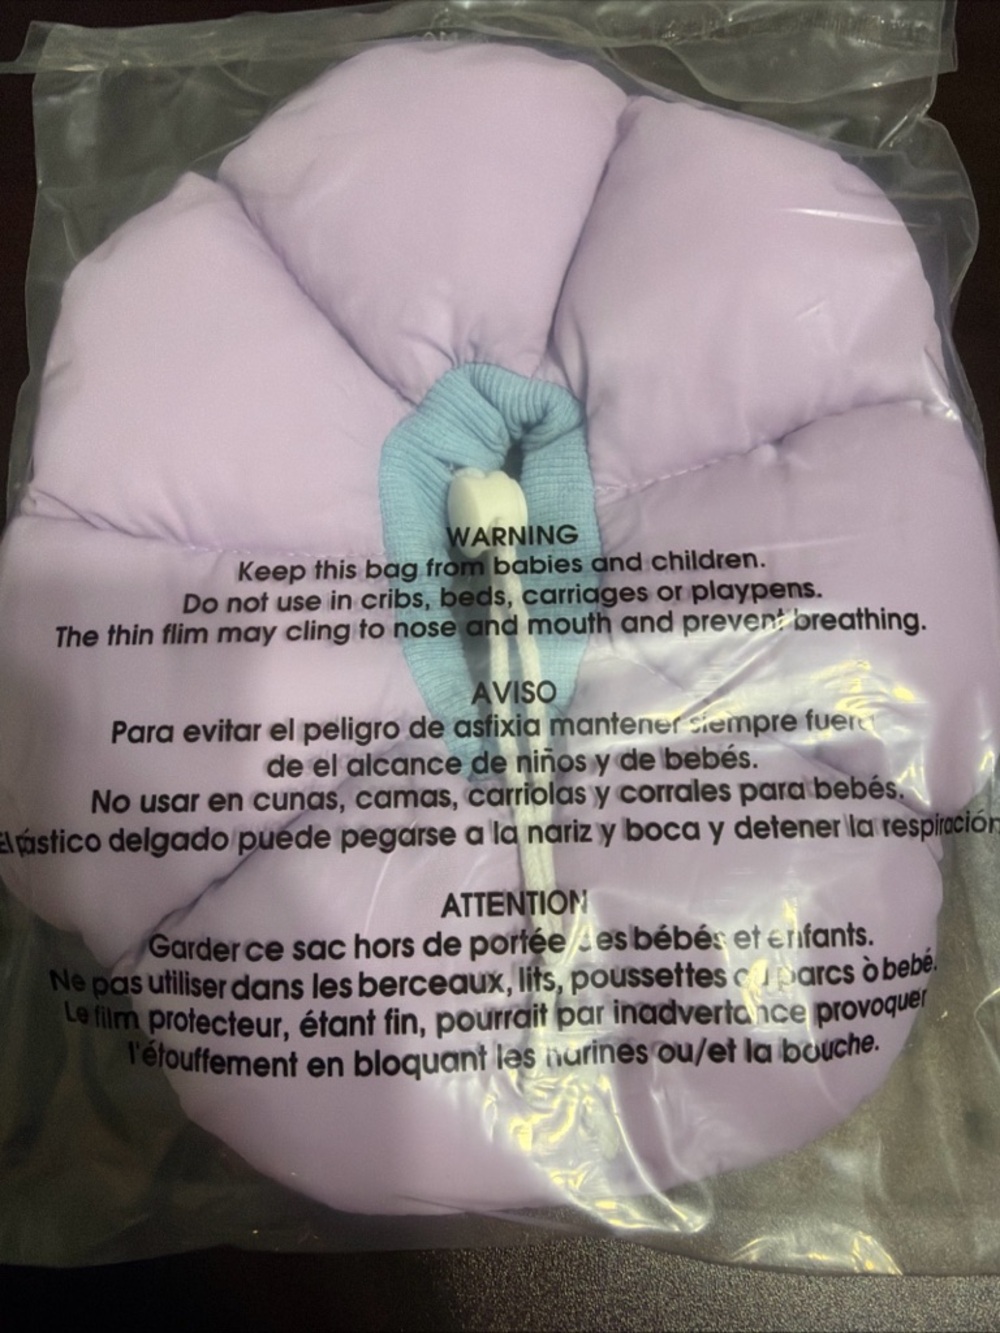 WARNING
Keep this bag from babies and children.
Do not use in cribs, beds, carriages or playpens.
The thin flim may cling to nose and mouth and prevent breathing.
AVISO
Para evitar el peligro de asfixia mantener siempre fuera
de el alcance de niños y de bebés.
No usar en cunas, camas, carriolas y corrales para bebés.
El pástico delgado puede pegarse a la nariz y boca y detener la respiración
ATTENTION
Garder ce sac hors de portée des bébés et enfants.
Ne pas utiliser dans les berceaux, lits, poussettes ou parcs ò bebé.
Le film protecteur, étant fin, pourrait par inadvertance provoquer
l'étouffement en bloquant les narines ou/et la bouche.